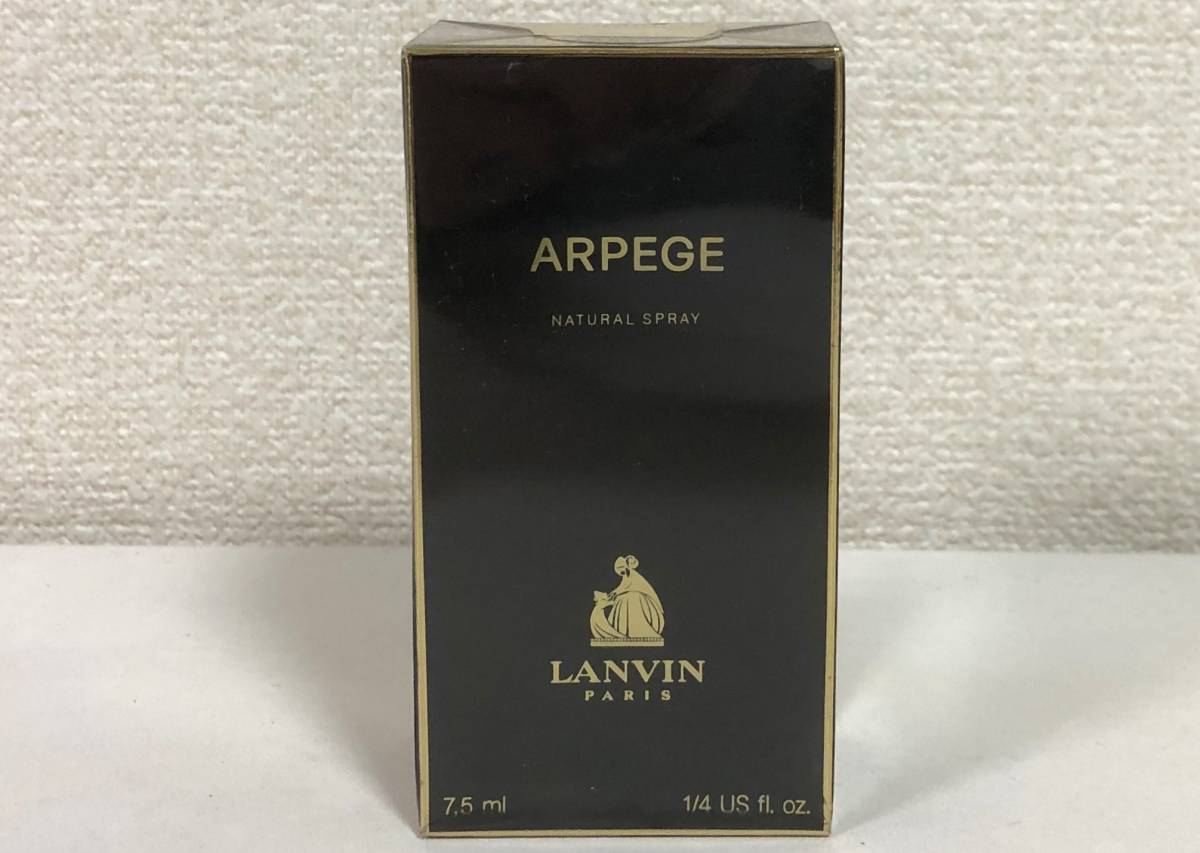 ARPEGE
NATURAL SPRAY
LANVIN
PARIS
7,5 ml 1/4 US fl. oz.